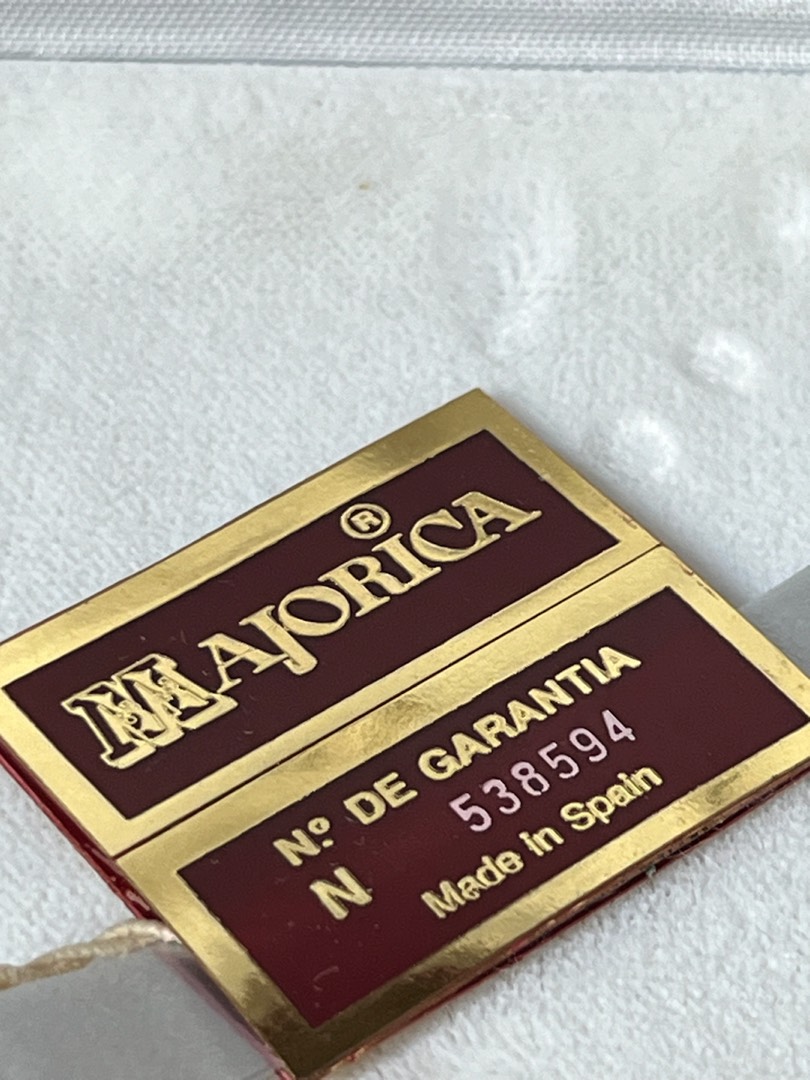 MAJORICA ®
Nº DE GARANTIA
N 538594
Made in Spain